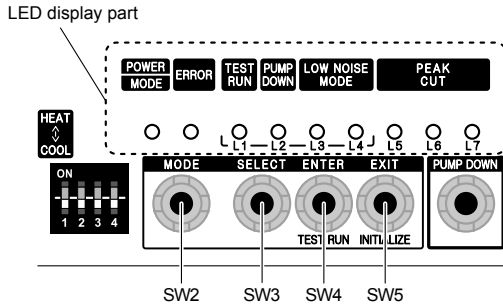 LED display part
POWER
MODE
ERROR
TEST
RUN
PUMP
DOWN
LOW NOISE
MODE
PEAK
CUT
HEAT
COOL
L1 L2 L3 L4 L5 L6 L7
ON
1 2 3 4
MODE SELECT ENTER EXIT PUMP DOWN
TEST RUN INITIALIZE
SW2 SW3 SW4 SW5